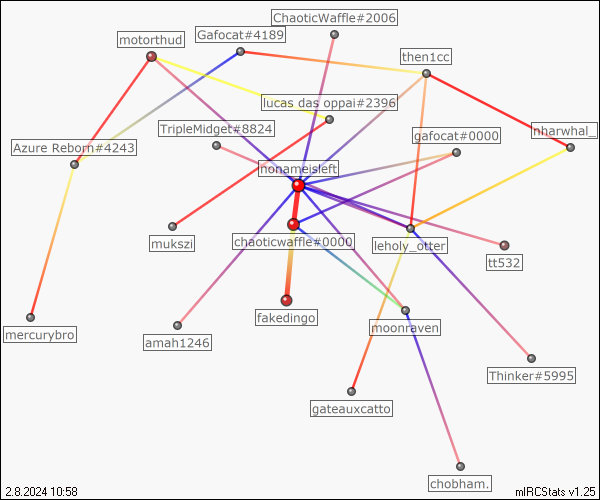 ChaoticWaffle#2006
Gafocat#4189
motorthud
then1cc
lucas das oppai#2396
TripleMidget#8824
gafocat#0000
nharwhal_
Azure Reborn#4243
nonameisleft
chaoticwaffle#0000
leholy_otter
mukszi
tt532
fakedingo
moonraven
mercurybro
amah1246
Thinker#5995
gateauxcatto
chobham.
2.8.2024 10:58
mIRCStats v1.25